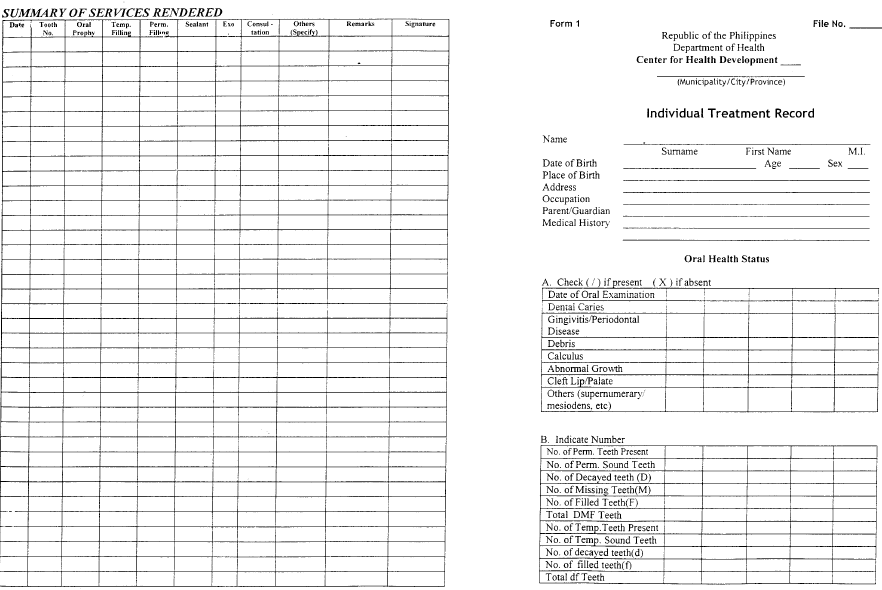 SUMMARY OF SERVICES RENDERED
Date Tooth No. Oral Prophy Temp. Filling Perm. Filling Sealant Exo Consul - tation Others (Specify) Remarks Signature
Form 1 File No.
Republic of the Philippines
Department of Health
Center for Health Development
(Municipality/City/Province)
Individual Treatment Record
Name
Surname First Name M.I.
Date of Birth Age Sex
Place of Birth
Address
Occupation
Parent/Guardian
Medical History
Oral Health Status
A. Check ( / ) if present ( X ) if absent
Date of Oral Examination
Dental Caries
Gingivitis/Periodontal
Disease
Debris
Calculus
Abnormal Growth
Cleft Lip/Palate
Others (supernumerary/
mesiodens, etc)
B. Indicate Number
No. of Perm. Teeth Present
No. of Perm. Sound Teeth
No. of Decayed teeth (D)
No. of Missing Teeth(M)
No. of Filled Teeth(F)
Total DMF Teeth
No. of Temp.Teeth Present
No. of Temp. Sound Teeth
No. of decayed teeth(d)
No. of filled teeth(f)
Total df Teeth